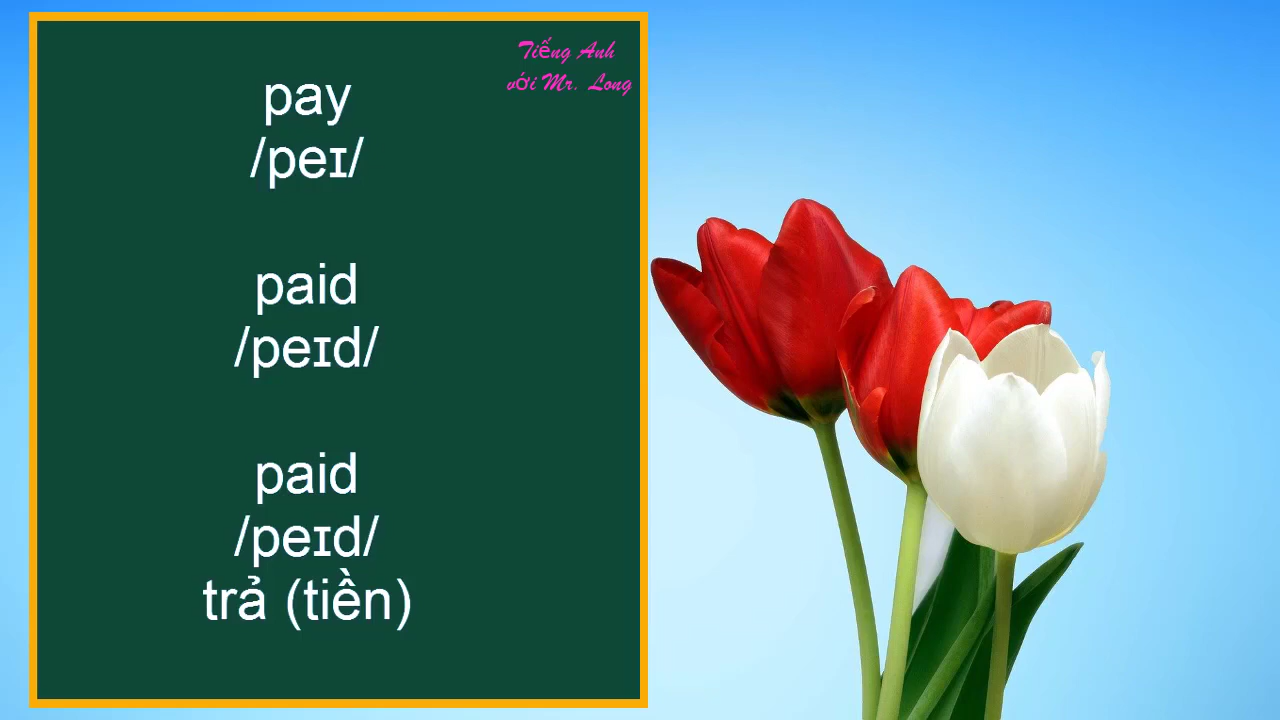 Tiếng Anh
với Mr. Long
pay
/peɪ/
paid
/peɪd/
paid
/peɪd/
trả (tiền)